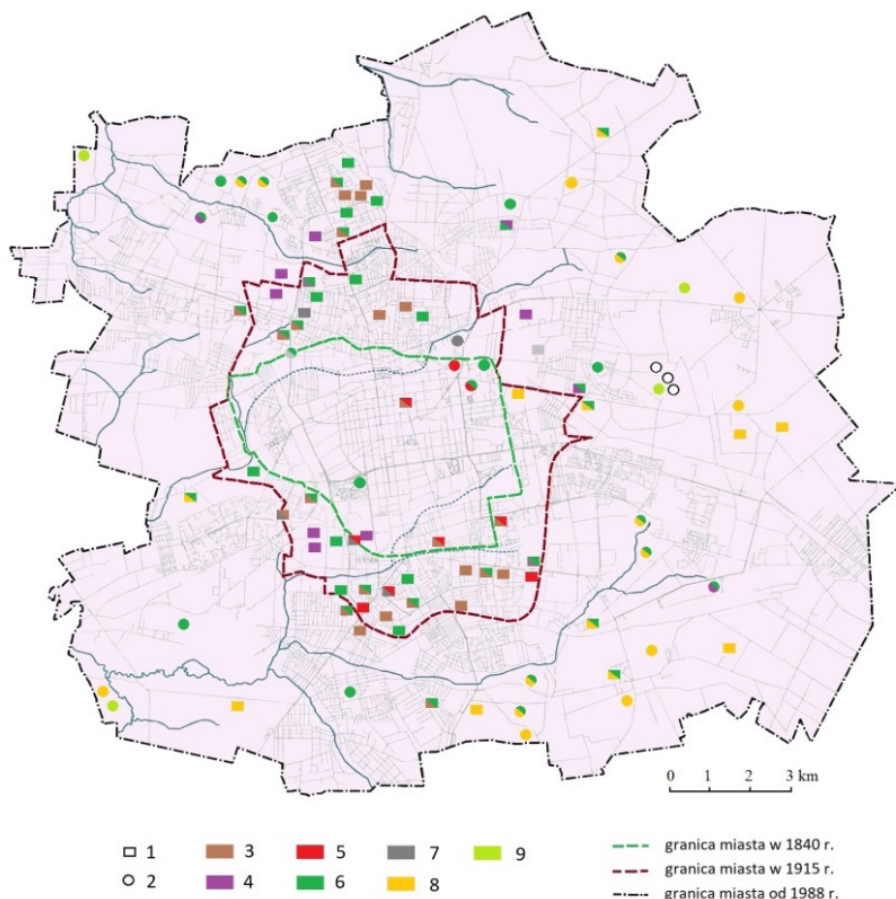 0 1 2 3 km
1 3 5 7 9 granica miasta w 1840 r.
granica miasta w 1915 r.
2 4 6 8 granica miasta od 1988 r.